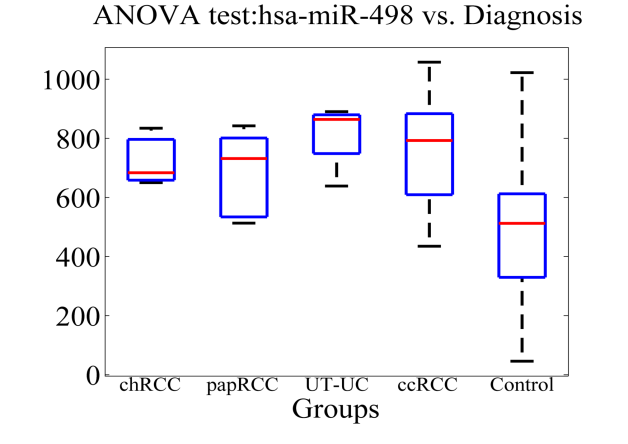 ANOVA test:hsa-miR-498 vs. Diagnosis
1000
800
600
400
200
0
chRCC papRCC UT-UC ccRCC Control
Groups